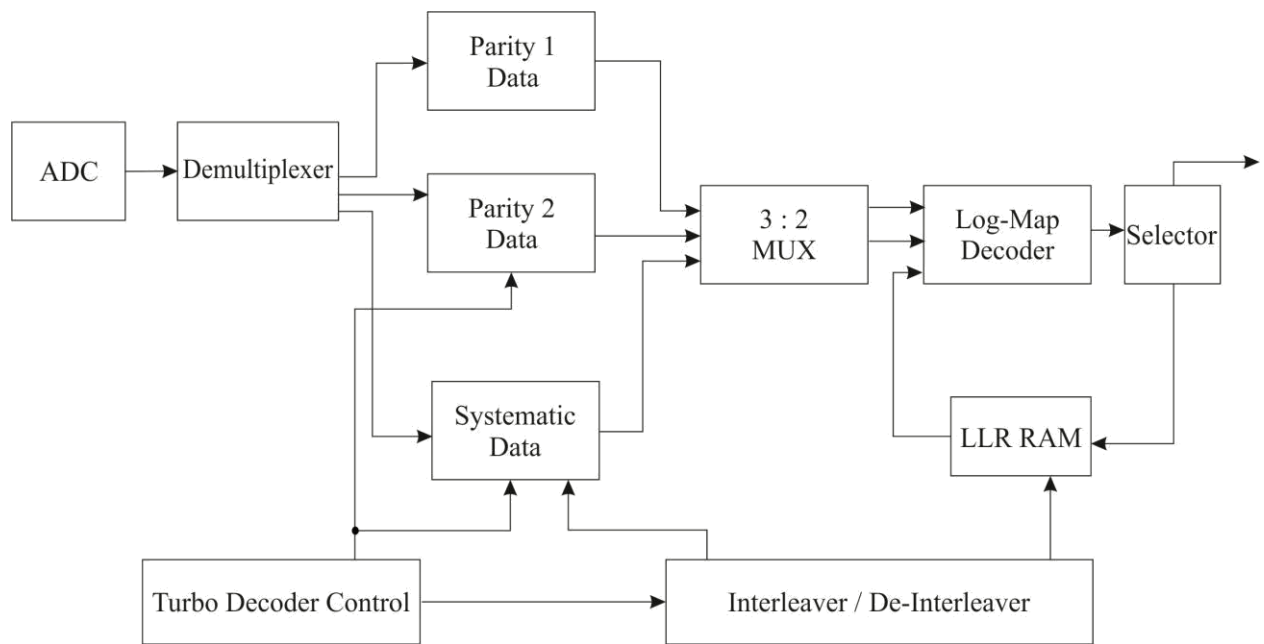 Parity 1
Data
ADC
Demultiplexer
Parity 2
Data
3 : 2
MUX
Log-Map
Decoder
Selector
Systematic
Data
LLR RAM
Turbo Decoder Control
Interleaver / De-Interleaver